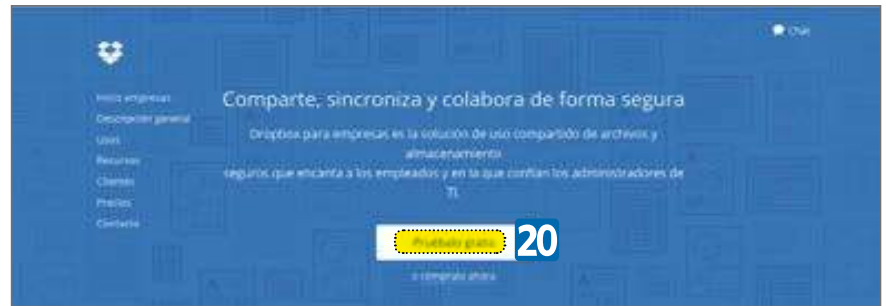 Chat
Inicio empresas
Descripción general
Usos
Recursos
Clientes
Precios
Contacto
Comparte, sincroniza y colabora de forma segura
Dropbox para empresas es la solución de uso compartido de archivos y
almacenamiento
seguros que encanta a los empleados y en la que confían los administradores de
TI.
Pruébalo gratis
20
o cómpralo ahora